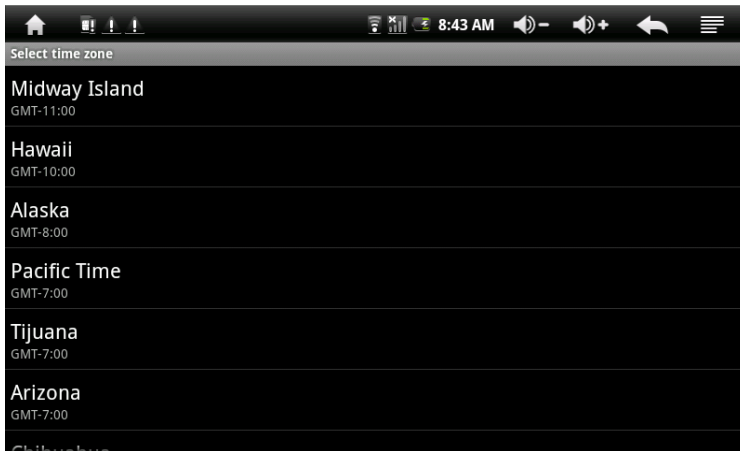 8:43 AM
Select time zone
Midway Island
GMT-11:00
Hawaii
GMT-10:00
Alaska
GMT-8:00
Pacific Time
GMT-7:00
Tijuana
GMT-7:00
Arizona
GMT-7:00
Chihuahua